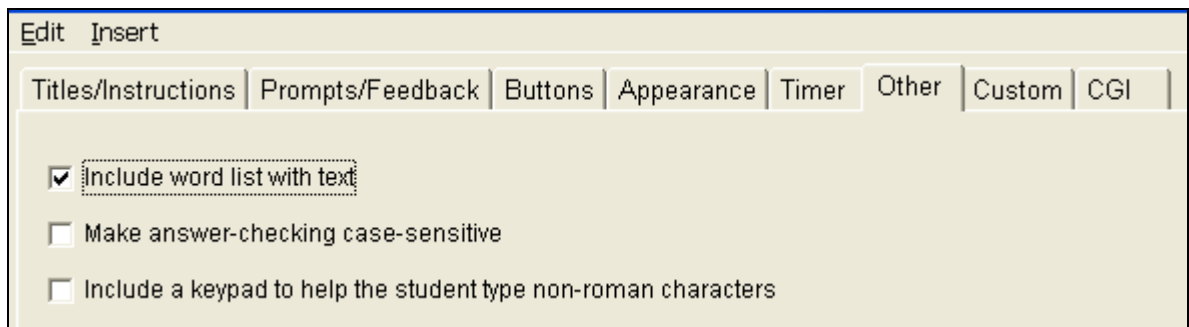 Edit Insert
Titles/Instructions Prompts/Feedback Buttons Appearance Timer Other Custom CGI
Include word list with text
Make answer-checking case-sensitive
Include a keypad to help the student type non-roman characters